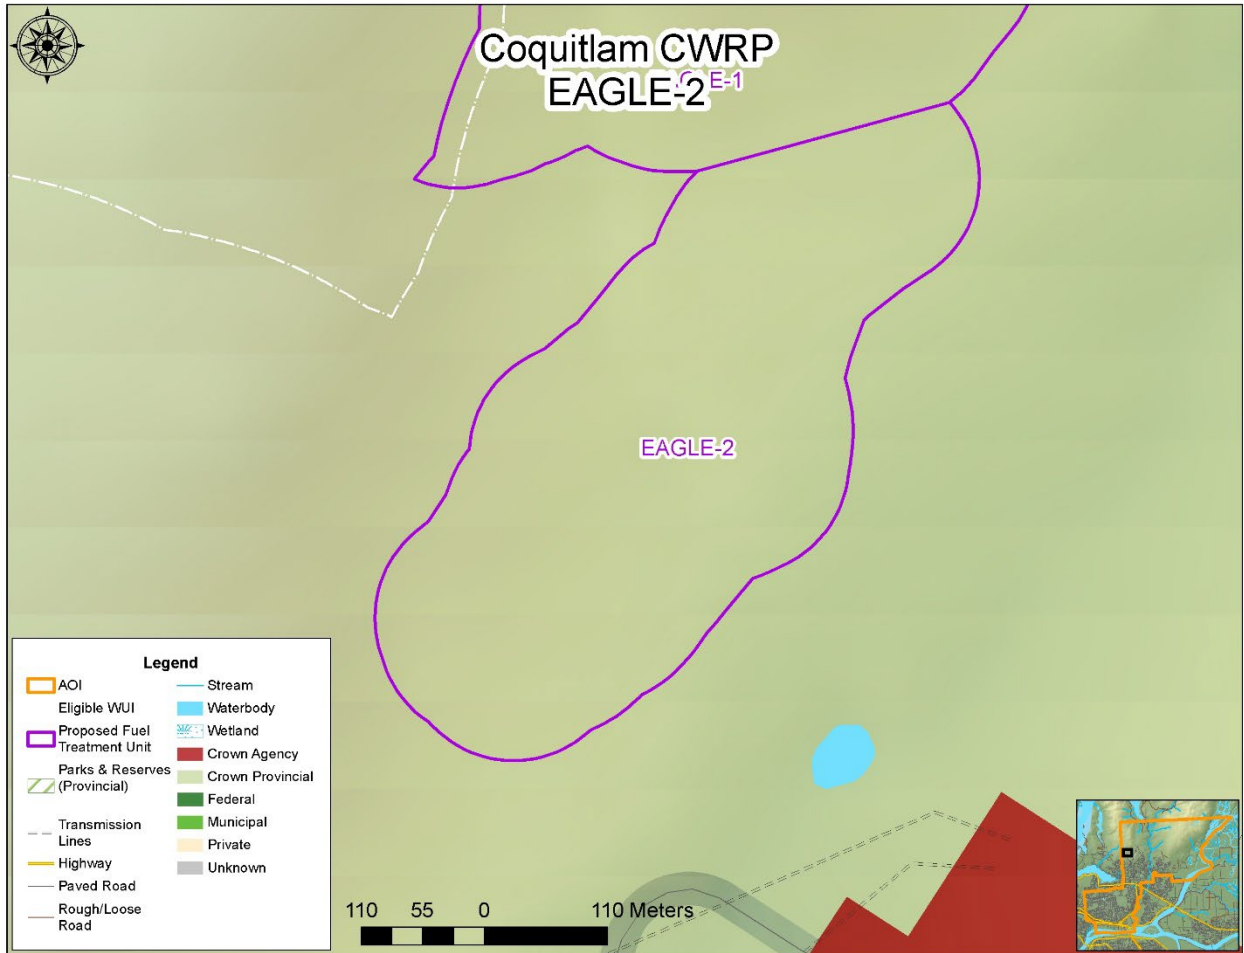 Coquitlam CWRP
EAGLE-2
E-1
EAGLE-2
Legend
AOI
Eligible WUI
Proposed Fuel
Treatment Unit
Parks & Reserves
(Provincial)
Transmission
Lines
Highway
Paved Road
Rough/Loose
Road
Stream
Waterbody
Wetland
Crown Agency
Crown Provincial
Federal
Municipal
Private
Unknown
110 55 0 110 Meters